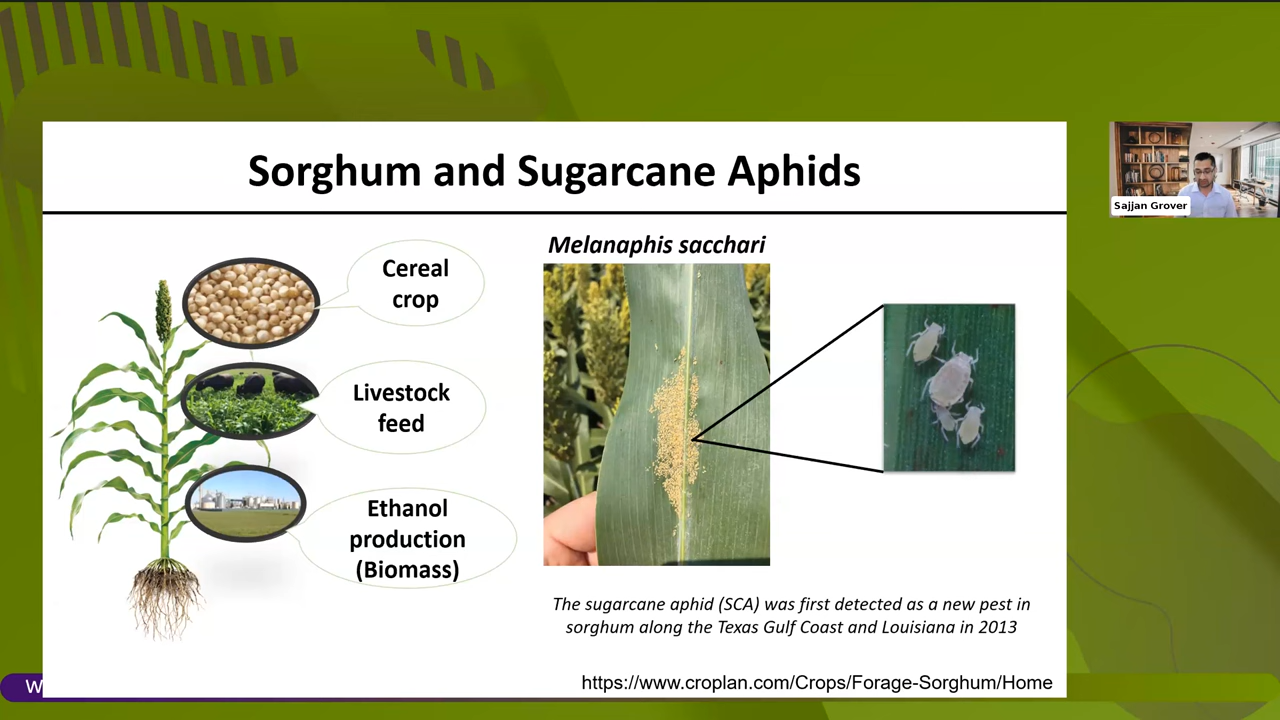 Sorghum and Sugarcane Aphids
Sajjan Grover
Cereal
crop
Livestock
feed
Ethanol
production
(Biomass)
Melanaphis sacchari
The sugarcane aphid (SCA) was first detected as a new pest in
sorghum along the Texas Gulf Coast and Louisiana in 2013
https://www.croplan.com/Crops/Forage-Sorghum/Home
W